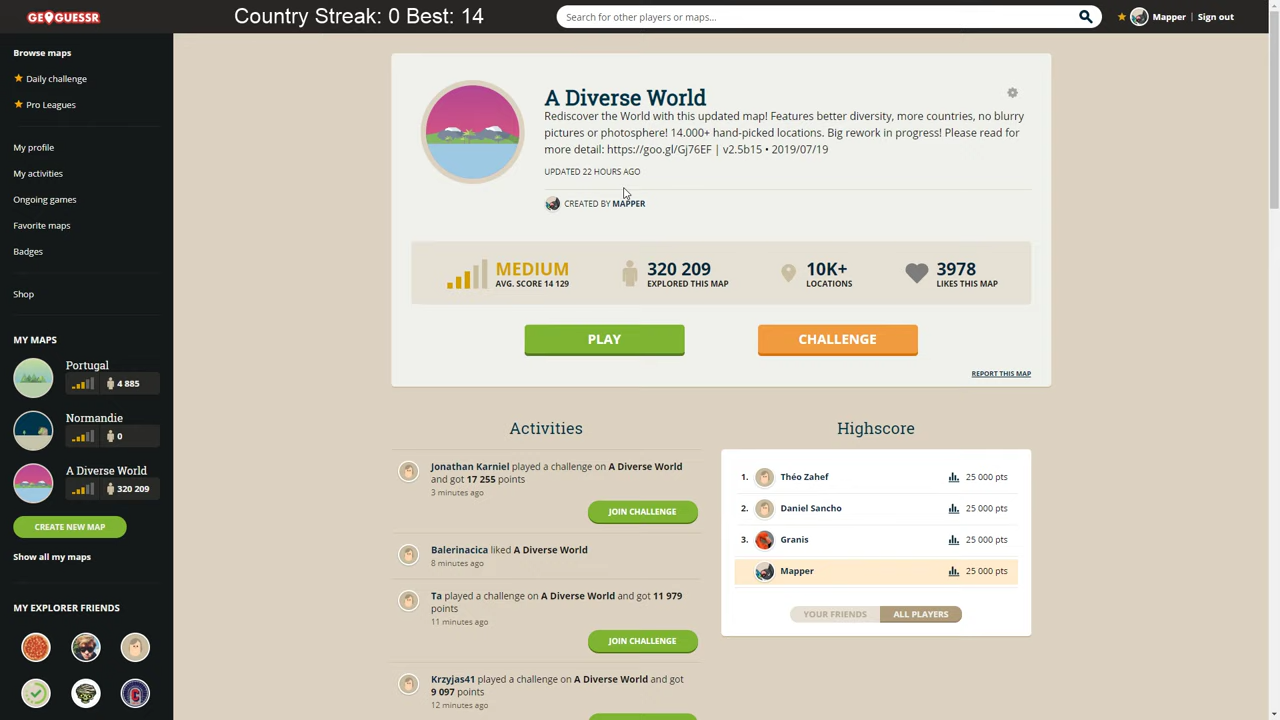 GEOGUESSR
Country Streak: 0 Best: 14
Search for other players or maps...
Mapper | Sign out
Browse maps
Daily challenge
Pro Leagues
My profile
My activities
Ongoing games
Favorite maps
Badges
Shop
MY MAPS
Portugal
4 885
Normandie
0
A Diverse World
320 209
CREATE NEW MAP
Show all my maps
MY EXPLORER FRIENDS
A Diverse World
Rediscover the World with this updated map! Features better diversity, more countries, no blurry
pictures or photosphere! 14.000+ hand-picked locations. Big rework in progress! Please read for
more detail: https://goo.gl/Gj76EF | v2.5b15 • 2019/07/19
UPDATED 22 HOURS AGO
CREATED BY MAPPER
MEDIUM
AVG. SCORE 14 129
320 209
EXPLORED THIS MAP
10K+
LOCATIONS
3978
LIKES THIS MAP
PLAY
CHALLENGE
REPORT THIS MAP
Activities
Jonathan Karniel played a challenge on A Diverse World
and got 17 255 points
3 minutes ago
JOIN CHALLENGE
Balerinacica liked A Diverse World
8 minutes ago
Ta played a challenge on A Diverse World and got 11 979
points
11 minutes ago
JOIN CHALLENGE
Krzyjas41 played a challenge on A Diverse World and got
9 097 points
12 minutes ago
Highscore
1. Théo Zahef 25 000 pts
2. Daniel Sancho 25 000 pts
3. Granis 25 000 pts
Mapper 25 000 pts
YOUR FRIENDS ALL PLAYERS